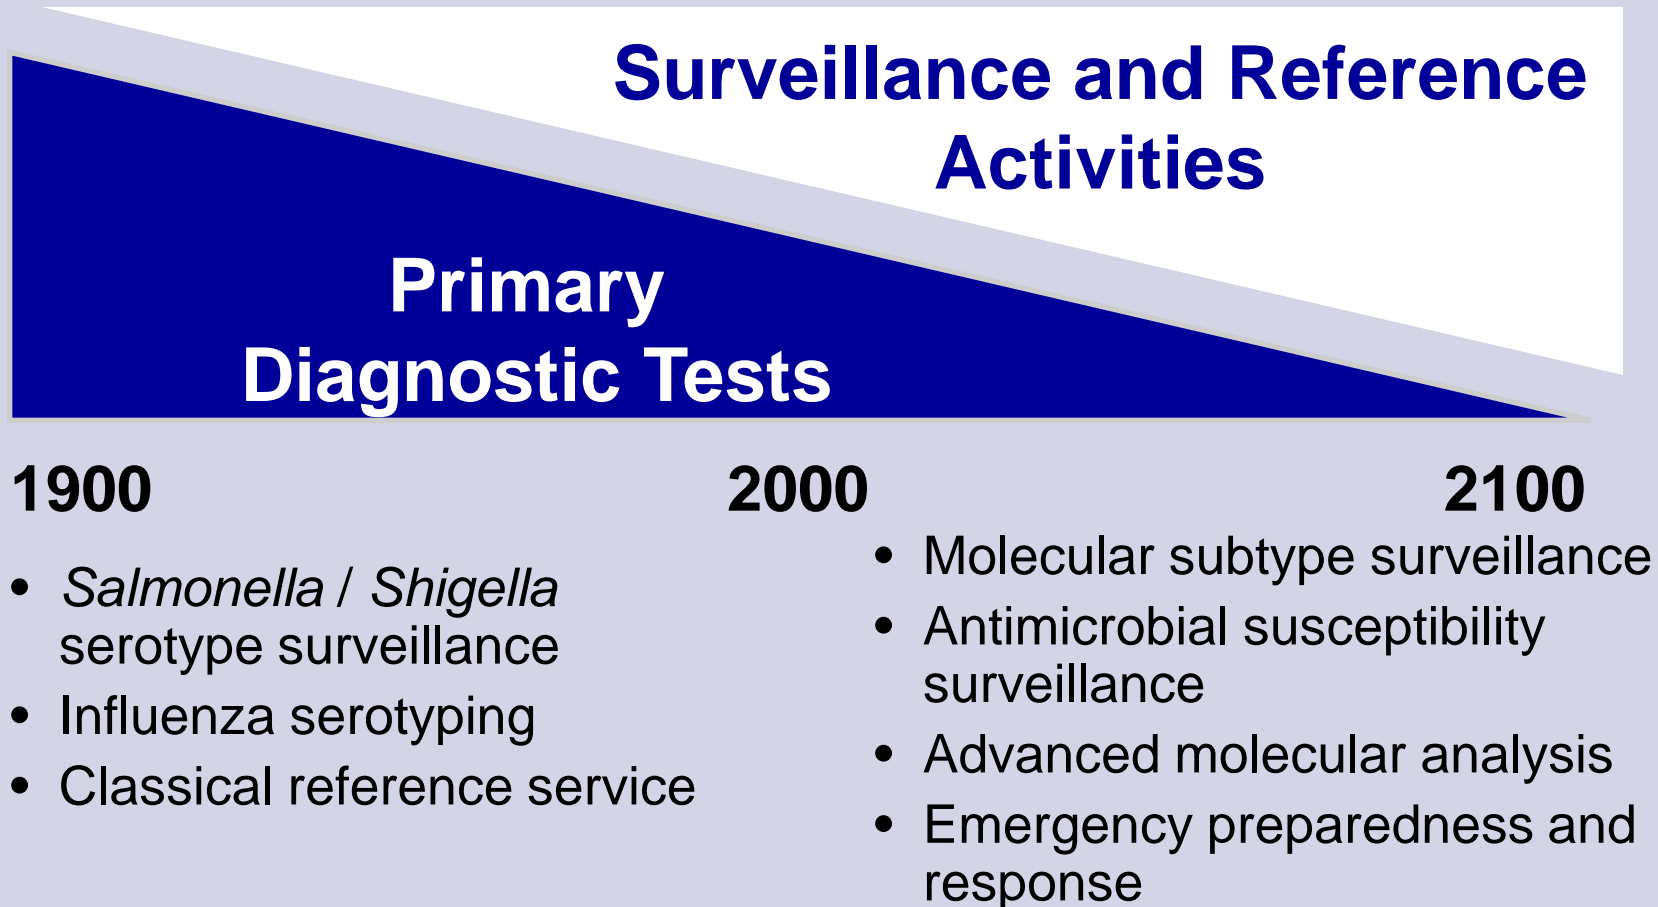 Surveillance and Reference
Activities
Primary
Diagnostic Tests
1900 2000 2100
• Salmonella / Shigella
serotype surveillance
• Influenza serotyping
• Classical reference service
• Molecular subtype surveillance
• Antimicrobial susceptibility
surveillance
• Advanced molecular analysis
• Emergency preparedness and
response